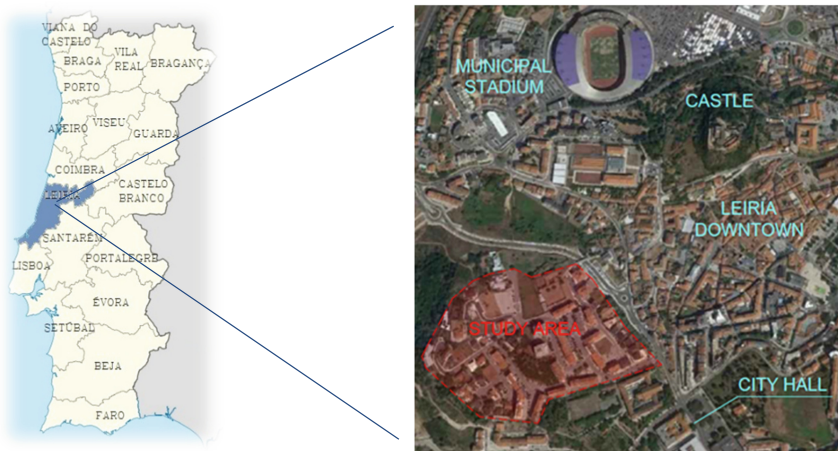 VIANA DO
CASTELO
BRAGA
VILA
REAL
BRAGANÇA
PORTO
AVEIRO
VISEU
GUARDA
COIMBRA
LEIRIA
CASTELO
BRANCO
SANTARÉM
LISBOA
PORTALEGRE
ÉVORA
SETÚBAL
BEJA
FARO
MUNICIPAL
STADIUM
CASTLE
LEIRÍA
DOWNTOWN
STUDY AREA
CITY HALL